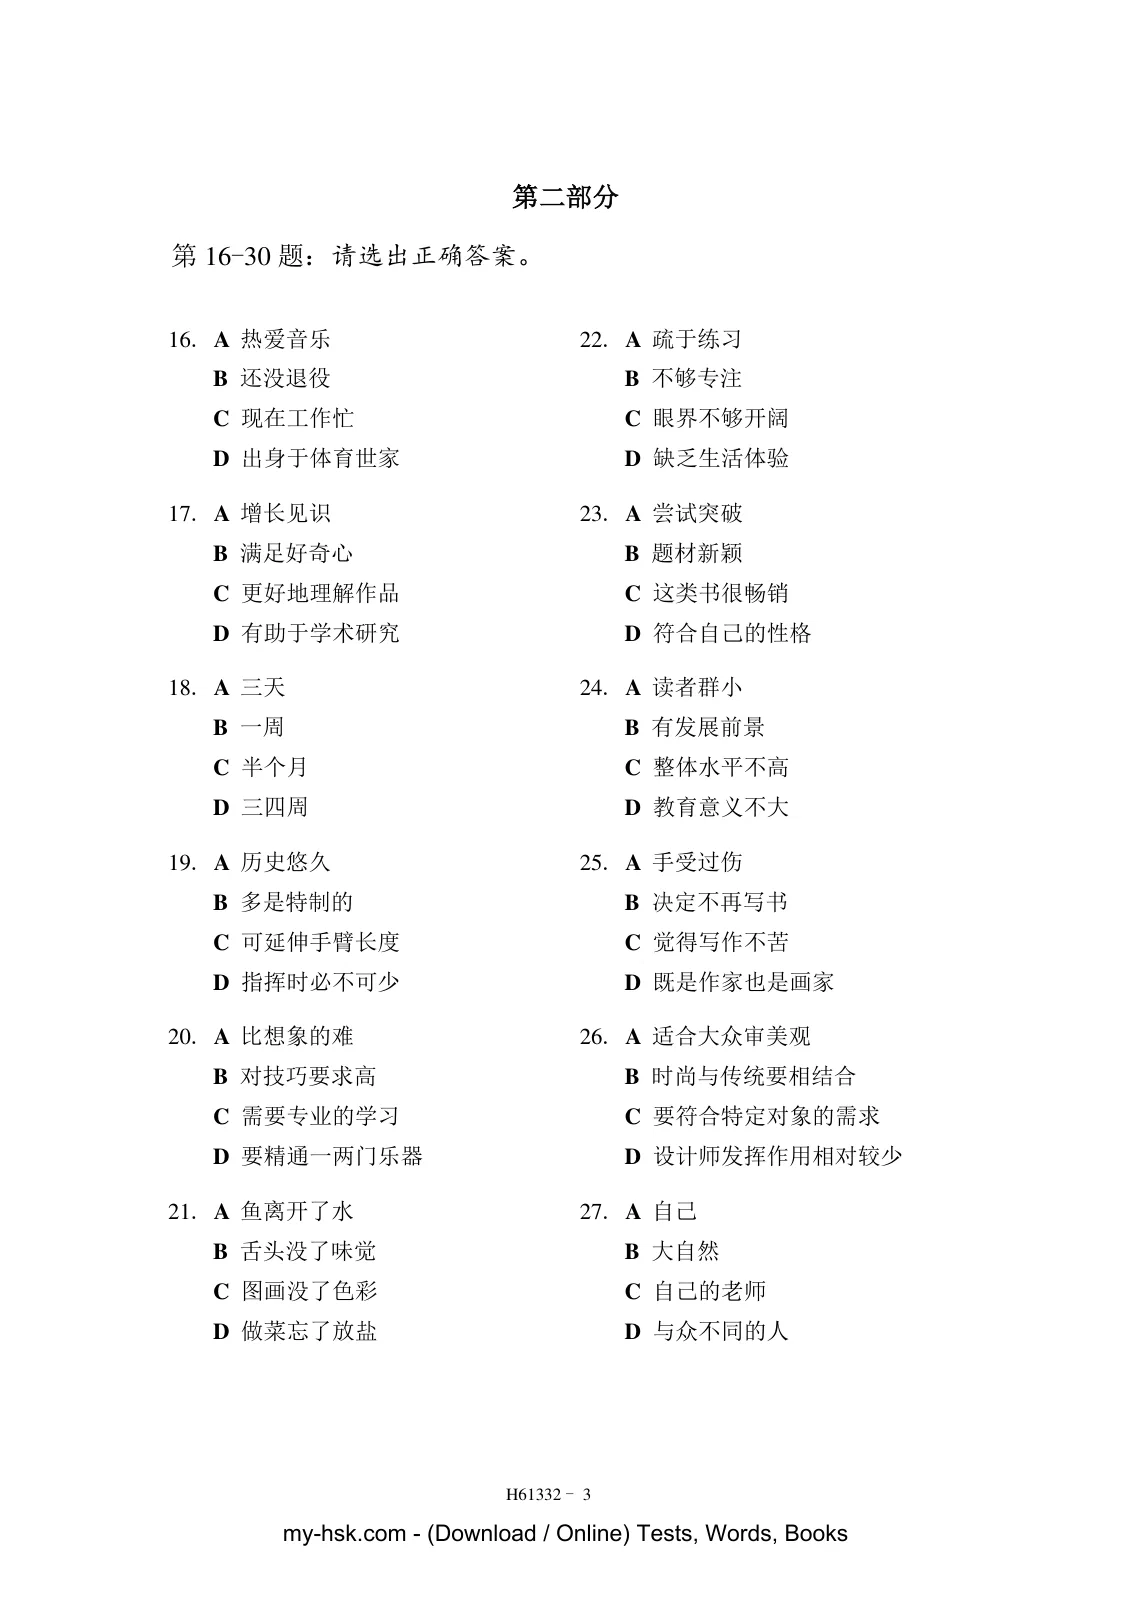 第二部分
第 16-30 题：请选出正确答案。
16. A 热爱音乐
B 还没退役
C 现在工作忙
D 出身于体育世家
17. A 增长见识
B 满足好奇心
C 更好地理解作品
D 有助于学术研究
18. A 三天
B 一周
C 半个月
D 三四周
19. A 历史悠久
B 多是特制的
C 可延伸手臂长度
D 指挥时必不可少
20. A 比想象的难
B 对技巧要求高
C 需要专业的学习
D 要精通一两门乐器
21. A 鱼离开了水
B 舌头没了味觉
C 图画没了色彩
D 做菜忘了放盐
22. A 疏于练习
B 不够专注
C 眼界不够开阔
D 缺乏生活体验
23. A 尝试突破
B 题材新颖
C 这类书很畅销
D 符合自己的性格
24. A 读者群小
B 有发展前景
C 整体水平不高
D 教育意义不大
25. A 手受过伤
B 决定不再写书
C 觉得写作不苦
D 既是作家也是画家
26. A 适合大众审美观
B 时尚与传统要相结合
C 要符合特定对象的需求
D 设计师发挥作用相对较少
27. A 自己
B 大自然
C 自己的老师
D 与众不同的人
H61332－ 3
my-hsk.com - (Download / Online) Tests, Words, Books